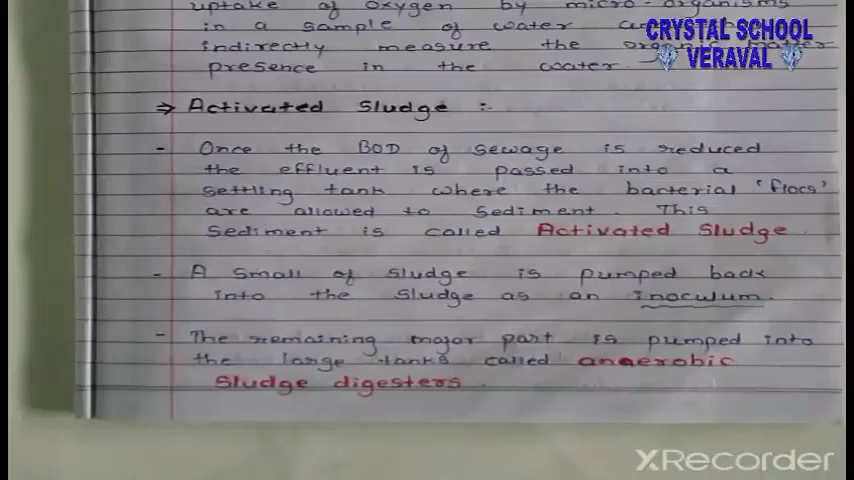 uptake of oxygen by micro-organisms
in a sample of water
indirectly measure the
presence in the water.
⇒ Activated Sludge :-
- Once the BOD of sewage is reduced
the effluent is passed into a
settling tank where the bacterial 'flocs'
are allowed to sediment. This
sediment is called Activated Sludge
- A small of sludge is pumped back
into the sludge as an inoculum.
- The remaining major part is pumped into
the large tanks called anaerobic
Sludge digesters.
CRYSTAL SCHOOL
VERAVAL
XRecorder